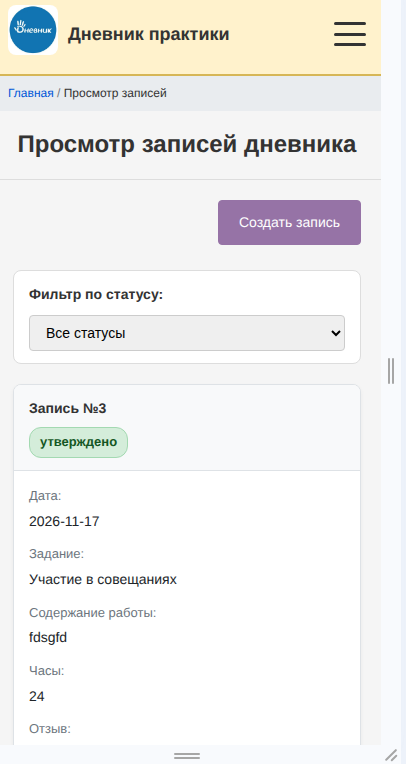 Дневник
Дневник практики
Главная / Просмотр записей
Просмотр записей дневника
Создать запись
Фильтр по статусу:
Все статусы
Запись №3
утверждено
Дата:
2026-11-17
Задание:
Участие в совещаниях
Содержание работы:
fdsgfd
Часы:
24
Отзыв: